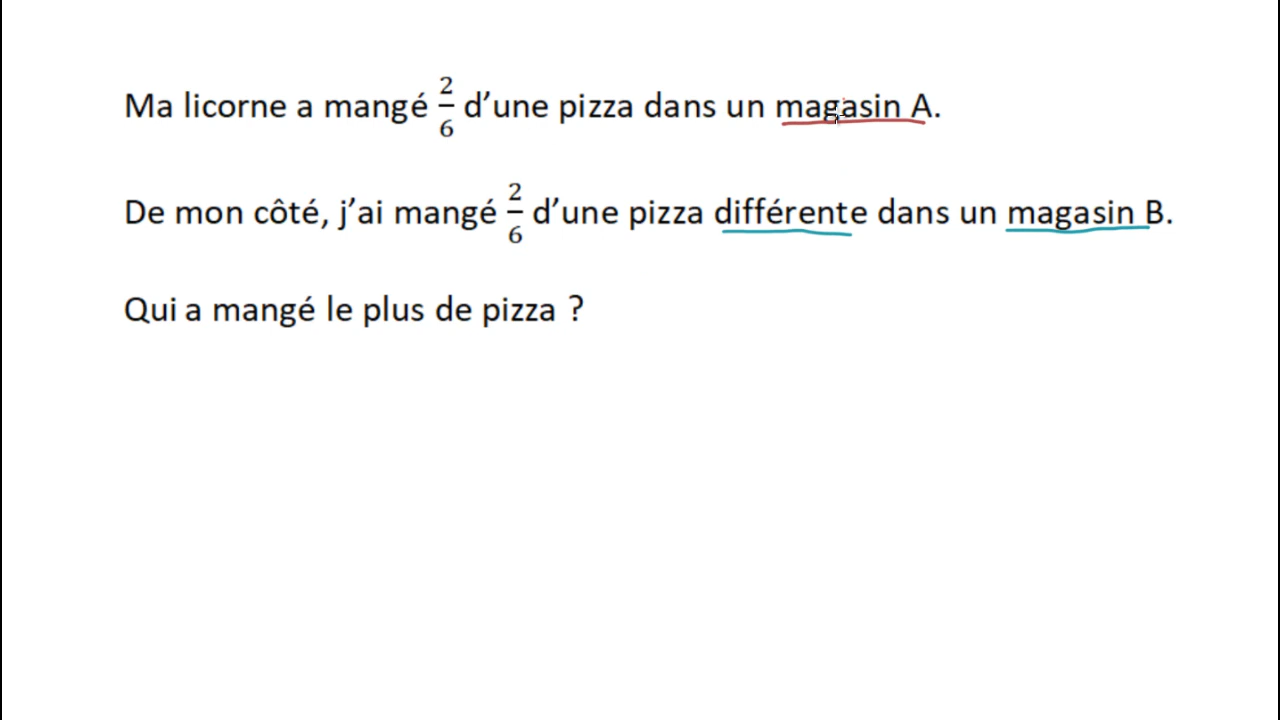 Ma licorne a mangé 2/6 d’une pizza dans un magasin A.
De mon côté, j’ai mangé 2/6 d’une pizza différente dans un magasin B.
Qui a mangé le plus de pizza ?